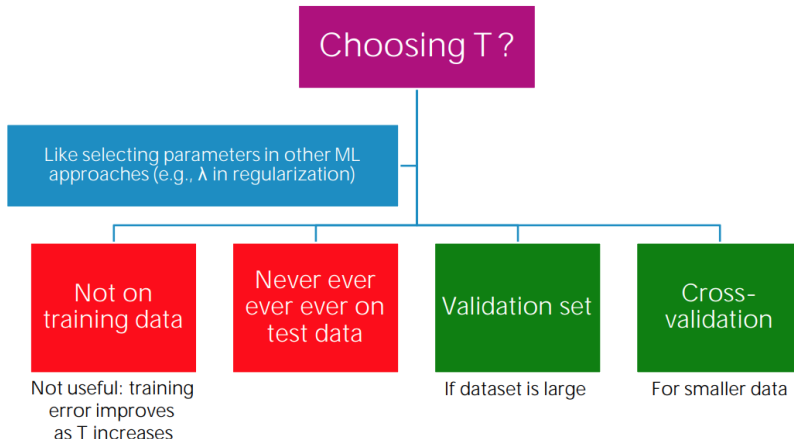 Choosing T?
Like selecting parameters in other ML
approaches (e.g., λ in regularization)
Not on
training data
Never ever
ever ever on
test data
Validation set
Cross-
validation
Not useful: training
error improves
as T increases
If dataset is large
For smaller data